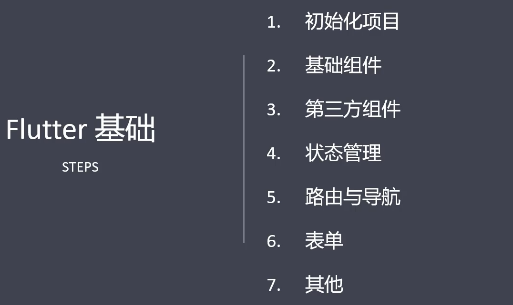 Flutter 基础
STEPS
1. 初始化项目
2. 基础组件
3. 第三方组件
4. 状态管理
5. 路由与导航
6. 表单
7. 其他